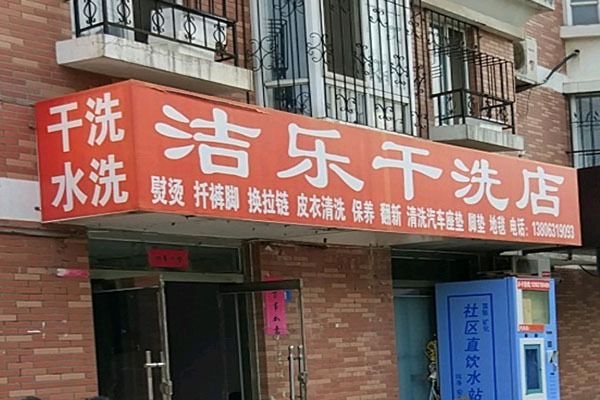 干洗
水洗
洁乐干洗店
熨烫 扦裤脚 换拉链 皮衣清洗 保养 翻新 清洗汽车座垫 脚垫 地毯 电话：13806319093
社区直饮水站